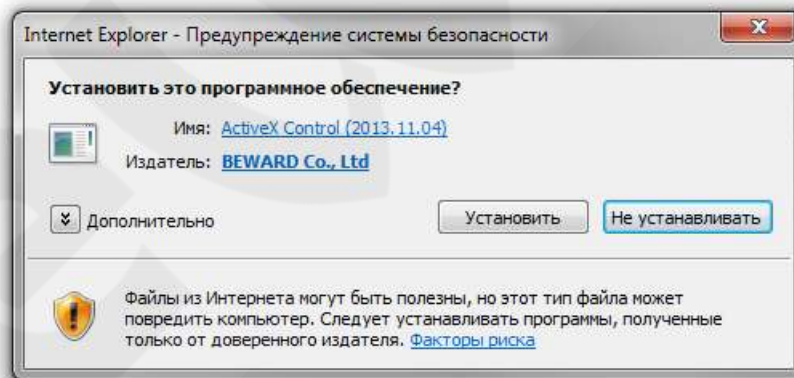 Internet Explorer - Предупреждение системы безопасности
Установить это программное обеспечение?
Имя: ActiveX Control (2013.11.04)
Издатель: BEWARD Co., Ltd
Дополнительно
Установить
Не устанавливать
Файлы из Интернета могут быть полезны, но этот тип файла может
повредить компьютер. Следует устанавливать программы, полученные
только от доверенного издателя. Факторы риска